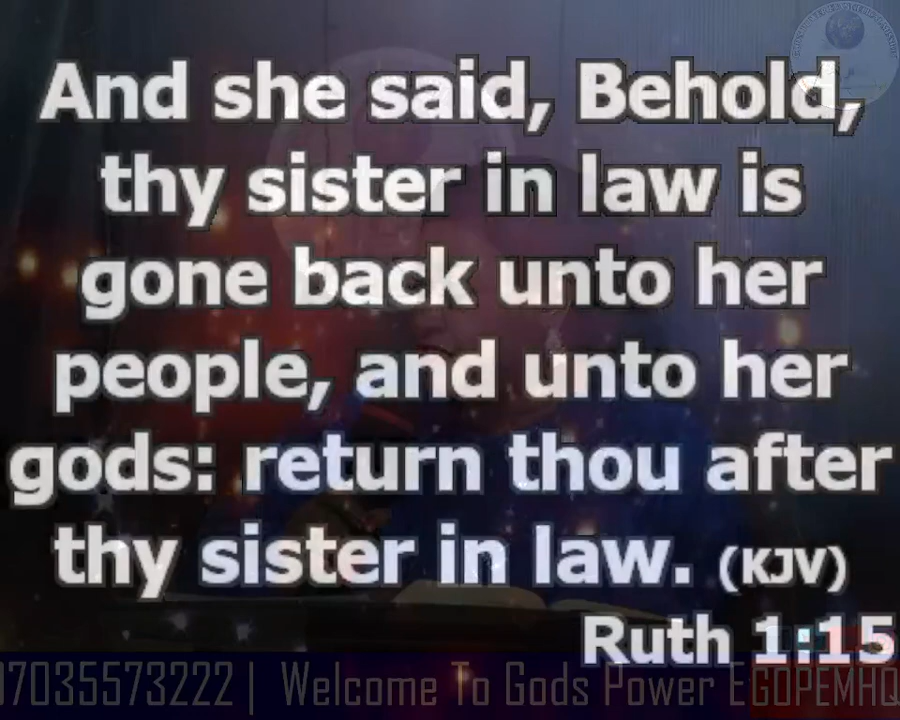 And she said, Behold,
thy sister in law is
gone back unto her
people, and unto her
gods: return thou after
thy sister in law. (KJV)
Ruth 1:15
07035573222 | Welcome To Gods Power EGOPEMHQ